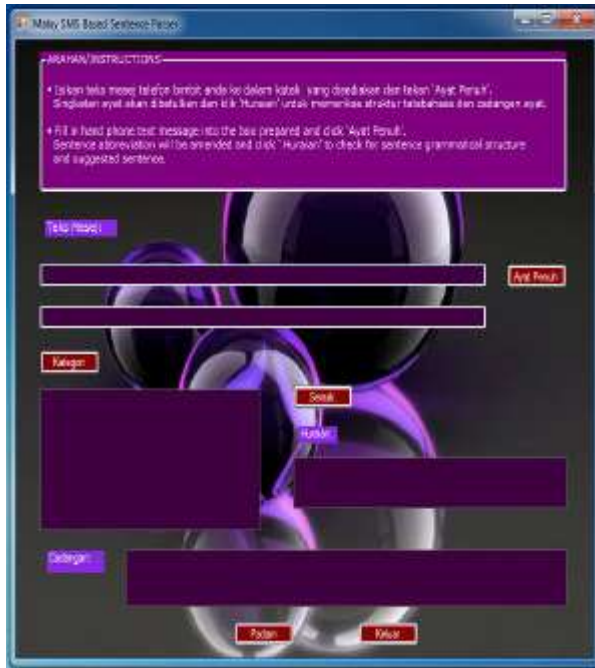 Malay SMS Based Sentence Parser
ARAHAN/INSTRUCTIONS
• Isikan teks mesej telefon bimbit anda ke dalam kotak yang disediakan dan tekan 'Ayat Penuh'.
Singkatan ayat akan dibetulkan dan klik 'Huraian' untuk memeriksa struktur tatabahasa dan cadangan ayat.
• Fill in hand phone text message into the box prepared and click 'Ayat Penuh'.
Sentence abbreviation will be amended and click ' Huraian' to check for sentence grammatical structure
and suggested sentence.
Teks Mesej:
Ayat Penuh
Kategori
Semak
Huraian:
Cadangan:
Padam
Keluar